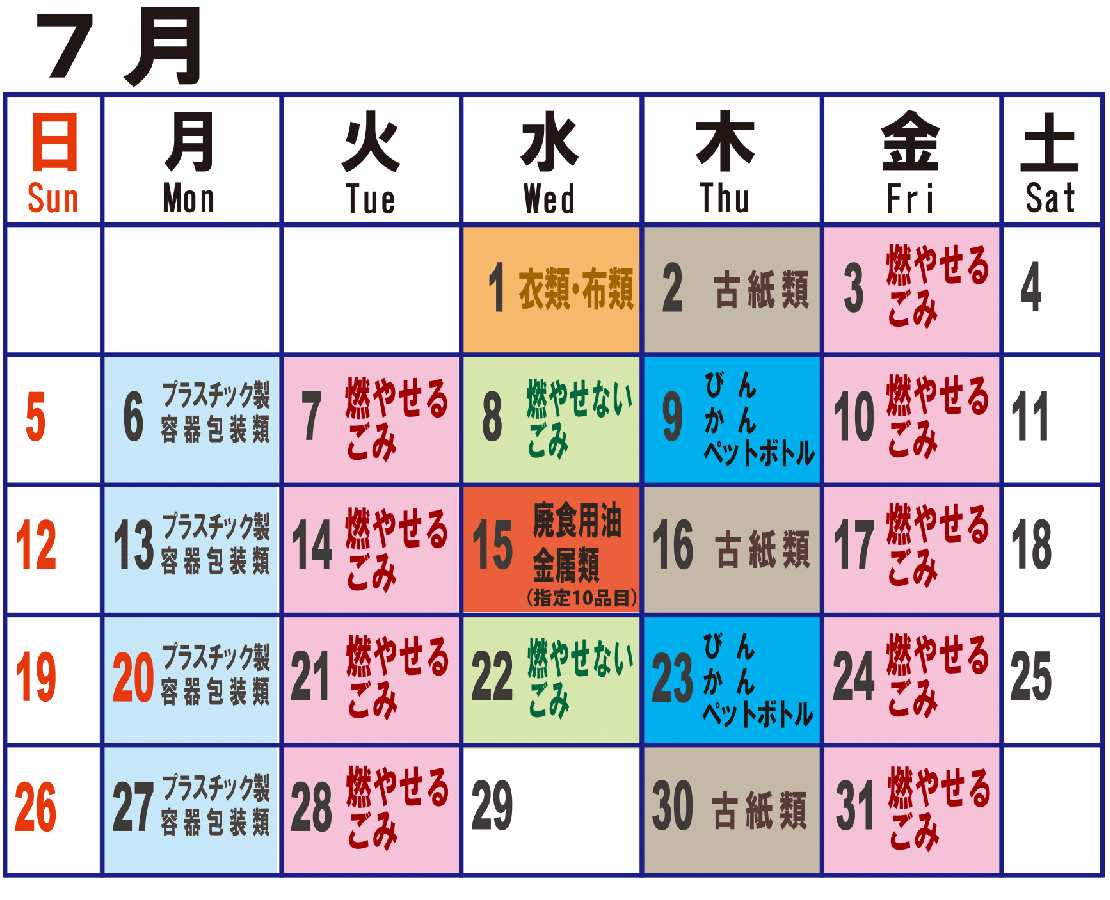 7月
日 月 火 水 木 金 土
Sun Mon Tue Wed Thu Fri Sat
1 衣類・布類
2 古紙類
3 燃やせる
ごみ
4
5
6 プラスチック製
容器包装類
7 燃やせる
ごみ
8 燃やせない
ごみ
9 びん
かん
ペットボトル
10 燃やせる
ごみ
11
12
13 プラスチック製
容器包装類
14 燃やせる
ごみ
15 廃食用油
金属類
(指定10品目)
16 古紙類
17 燃やせる
ごみ
18
19
20 プラスチック製
容器包装類
21 燃やせる
ごみ
22 燃やせない
ごみ
23 びん
かん
ペットボトル
24 燃やせる
ごみ
25
26
27 プラスチック製
容器包装類
28 燃やせる
ごみ
29
30 古紙類
31 燃やせる
ごみ